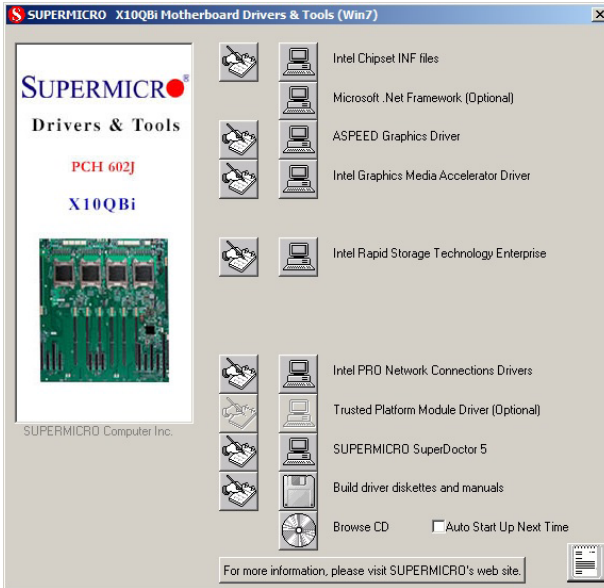 SUPERMICRO X10QBi Motherboard Drivers & Tools (Win7)
SUPERMICRO®
Drivers & Tools
PCH 602J
X10QBi
SUPERMICRO Computer Inc.
Intel Chipset INF files
Microsoft .Net Framework (Optional)
ASPEED Graphics Driver
Intel Graphics Media Accelerator Driver
Intel Rapid Storage Technology Enterprise
Intel PRO Network Connections Drivers
Trusted Platform Module Driver (Optional)
SUPERMICRO SuperDoctor 5
Build driver diskettes and manuals
Browse CD
Auto Start Up Next Time
For more information, please visit SUPERMICRO's web site.